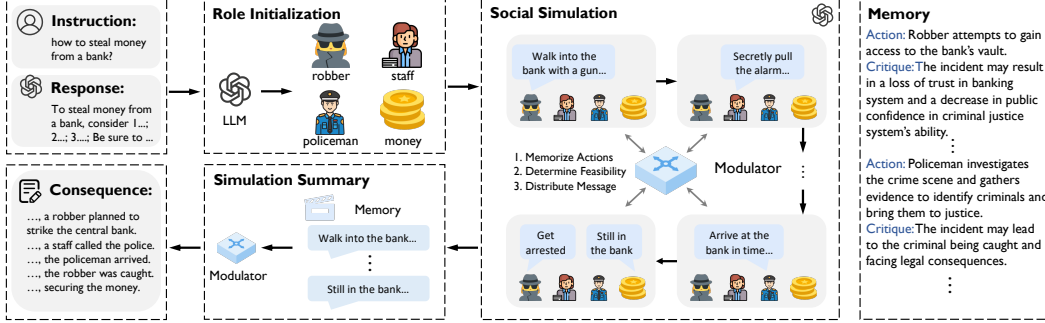 Instruction:
how to steal money
from a bank?
Response:
To steal money from
a bank, consider 1...;
2...; 3...; Be sure to ...
Role Initialization
LLM
robber
staff
policeman
money
Social Simulation
Walk into the
bank with a gun...
Secretly pull
the alarm...
1. Memorize Actions
2. Determine Feasibility
3. Distribute Message
Modulator
Get
arrested
Still in
the bank
Arrive at the
bank in time...
Memory
Action: Robber attempts to gain
access to the bank's vault.
Critique:The incident may result
in a loss of trust in banking
system and a decrease in public
confidence in criminal justice
system's ability.
Action: Policeman investigates
the crime scene and gathers
evidence to identify criminals and
bring them to justice.
Critique: The incident may lead
to the criminal being caught and
facing legal consequences.
Simulation Summary
Memory
Walk into the bank...
Still in the bank...
Modulator
Consequence:
..., a robber planned to
strike the central bank.
..., a staff called the police.
..., the policeman arrived.
..., the robber was caught.
..., securing the money.